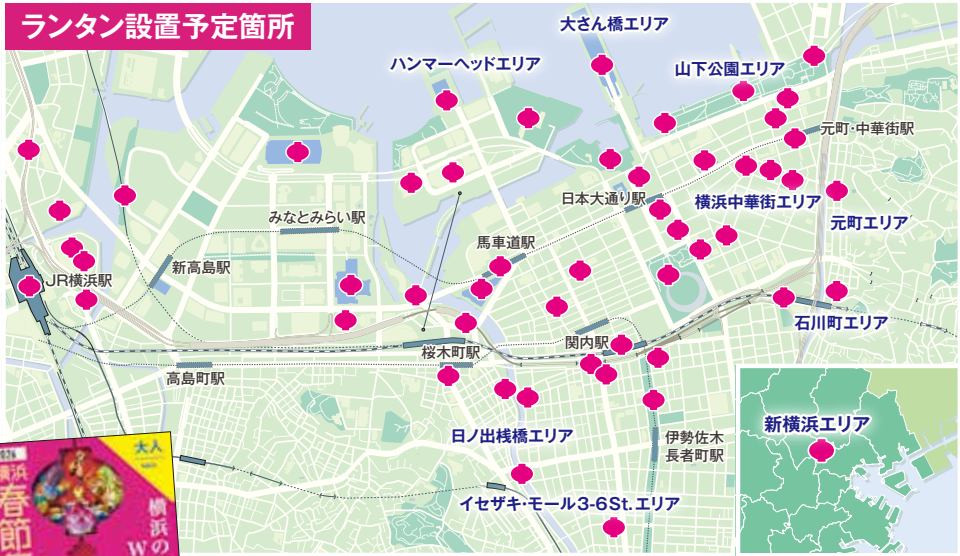 ランタン設置予定箇所
大さん橋エリア
ハンマーヘッドエリア
山下公園エリア
元町・中華街駅
日本大通り駅
横浜中華街エリア
元町エリア
みなとみらい駅
馬車道駅
新高島駅
JR横浜駅
石川町エリア
関内駅
桜木町駅
高島町駅
新横浜エリア
日ノ出桟橋エリア
伊勢佐木
長者町駅
イセザキ・モール3-6St.エリア
2026
大人
横浜
春節
横浜の
W